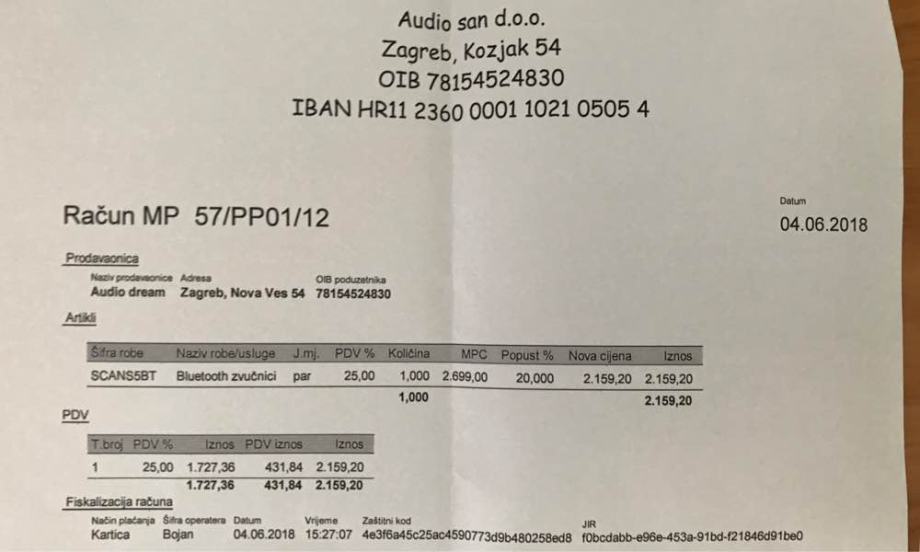 Audio san d.o.o.
Zagreb, Kozjak 54
OIB 78154524830
IBAN HR11 2360 0001 1021 0505 4
Datum
Račun MP 57/PP01/12
04.06.2018
Prodavaonica
Naziv prodavaonice Adresa OIB poduzetnika
Audio dream Zagreb, Nova Ves 54 78154524830
Artikli
Šifra robe Naziv robe/usluge J.mj. PDV % Količina MPC Popust % Nova cijena Iznos
SCANS5BT Bluetooth zvučnici par 25,00 1,000 2.699,00 20,000 2.159,20 2.159,20
1,000 2.159,20
PDV
T.broj PDV % Iznos PDV iznos Iznos
1 25,00 1.727,36 431,84 2.159,20
1.727,36 431,84 2.159,20
Fiskalizacija računa
Način plaćanja Šifra operatera Datum Vrijeme Zaštitni kod JIR
Kartica Bojan 04.06.2018 15:27:07 4e3f6a45c25ac4590773d9b480258ed8 f0bcdabb-e96e-453a-91bd-f21846d91be0